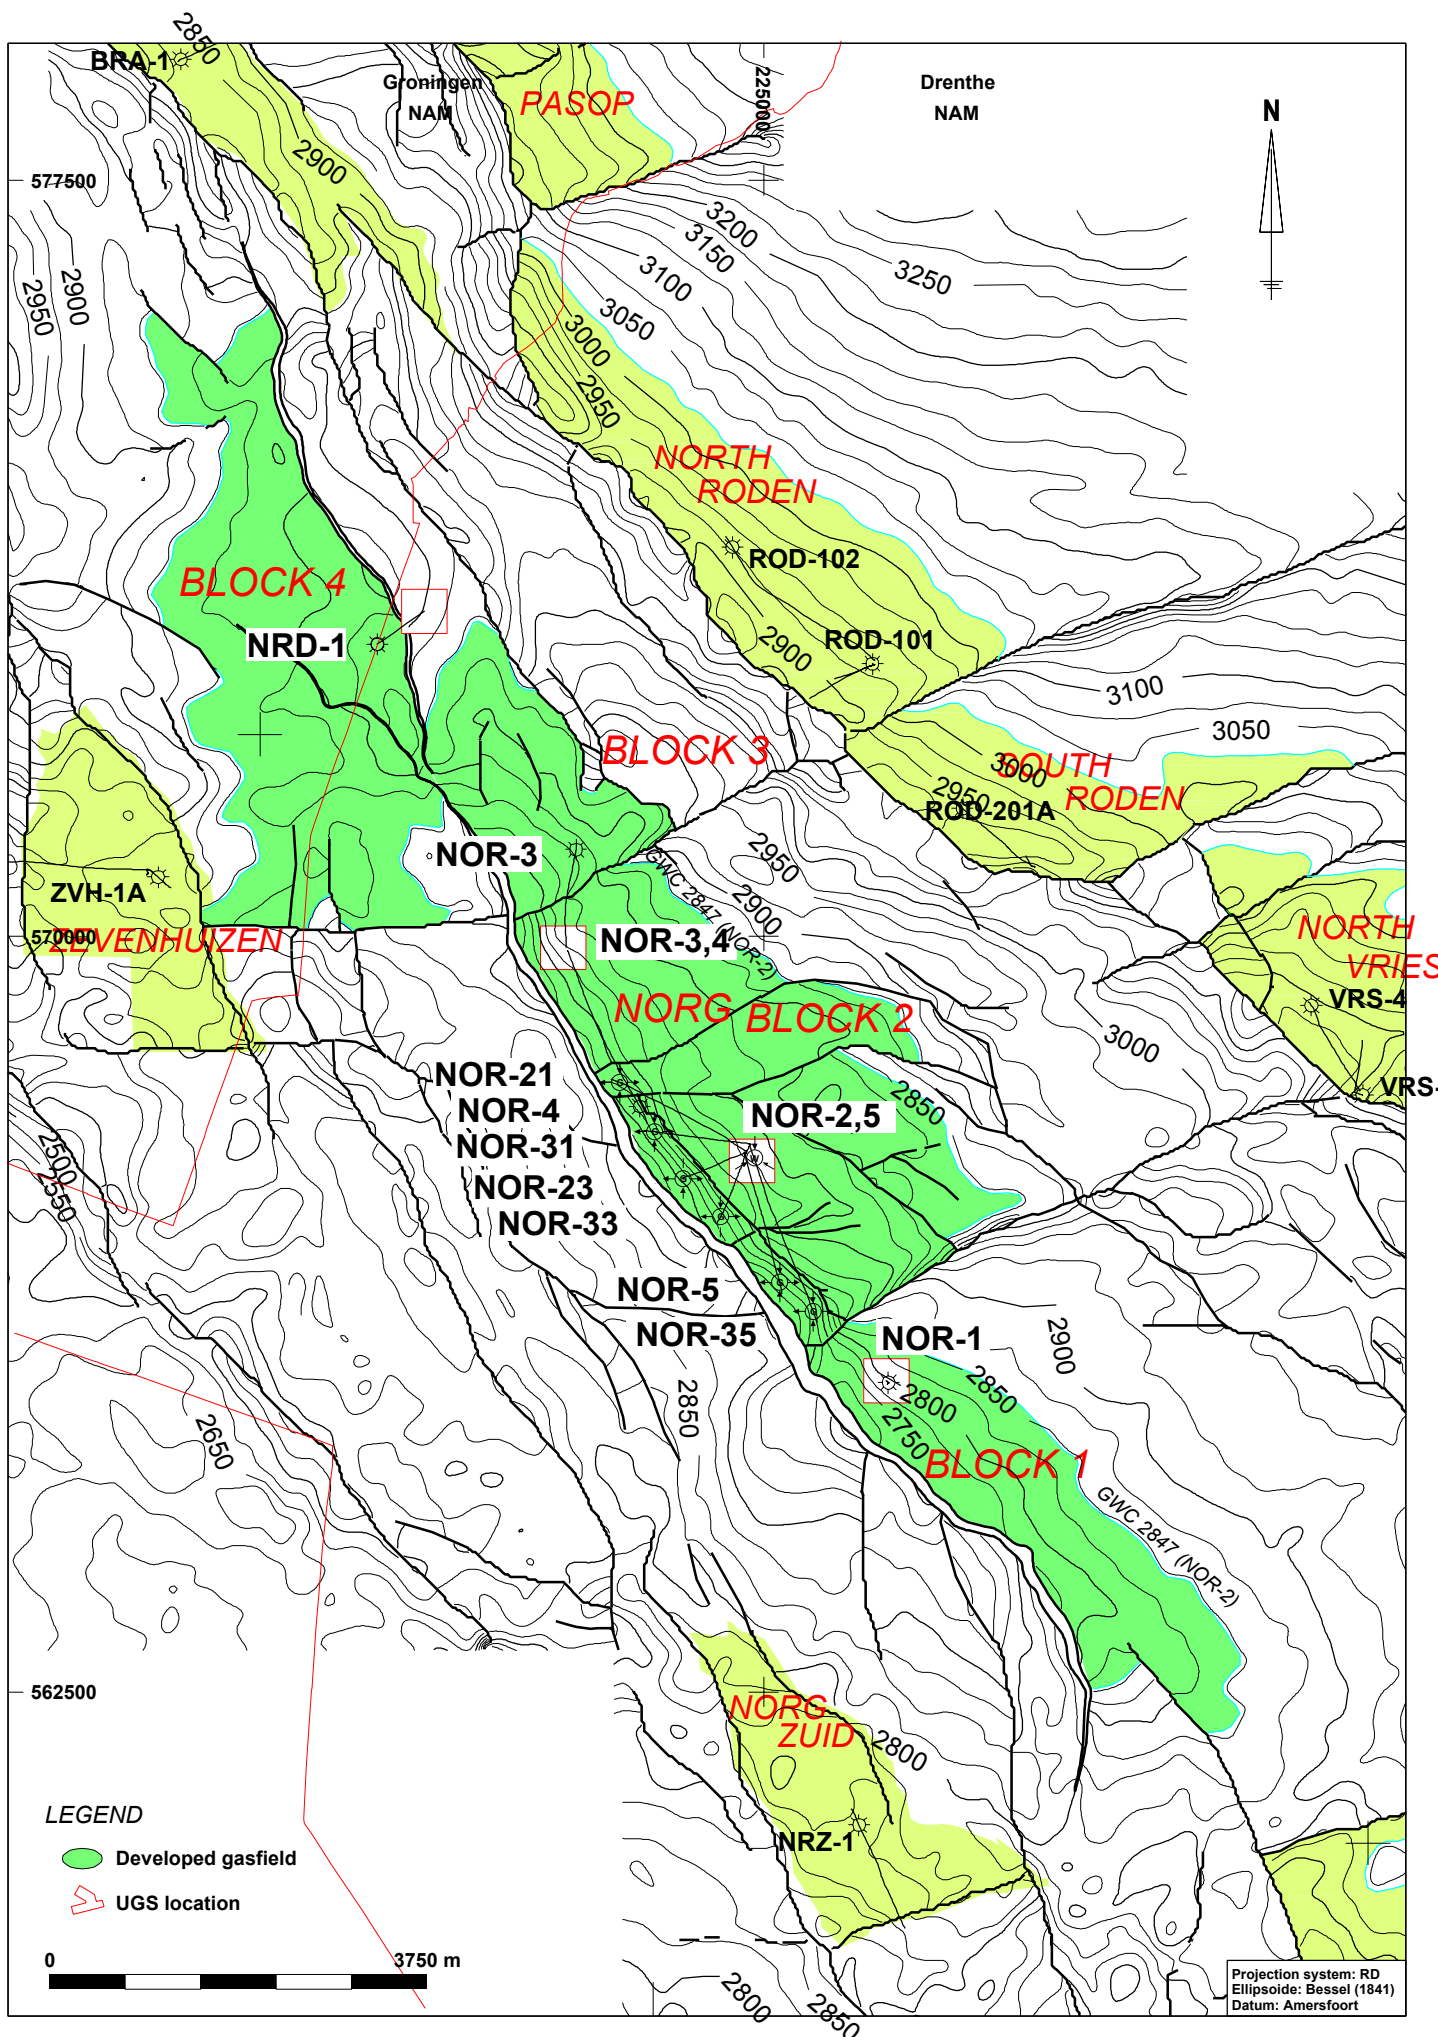 2850
BRA-1
Groningen
NAM
PASOP
225000
Drenthe
NAM
N
2900
577500
3200
3150
3100
3250
2900
2950
3050
3000
2950
NORTH
RODEN
ROD-102
BLOCK 4
NRD-1
2900
ROD-101
3100
3050
BLOCK 3
SOUTH
3000
RODEN
2950
ROD-201A
NOR-3
2950
GWC 2847 (NOR-2)
2900
ZVH-1A
ZEVENHUIZEN
570000
NOR-3,4
NORTH
VRIES
VRS-4
NORG
BLOCK 2
3000
NOR-21
NOR-4
NOR-31
NOR-2,5
2850
VRS-
2500
2550
NOR-23
NOR-33
NOR-5
NOR-35
NOR-1
2900
2850
2850
2800
2750
2650
BLOCK 1
GWC 2847 (NOR-2)
562500
NORG
ZUID
2800
NRZ-1
LEGEND
Developed gasfield
UGS location
0
3750 m
2800
2850
Projection system: RD
Ellipsoide: Bessel (1841)
Datum: Amersfoort